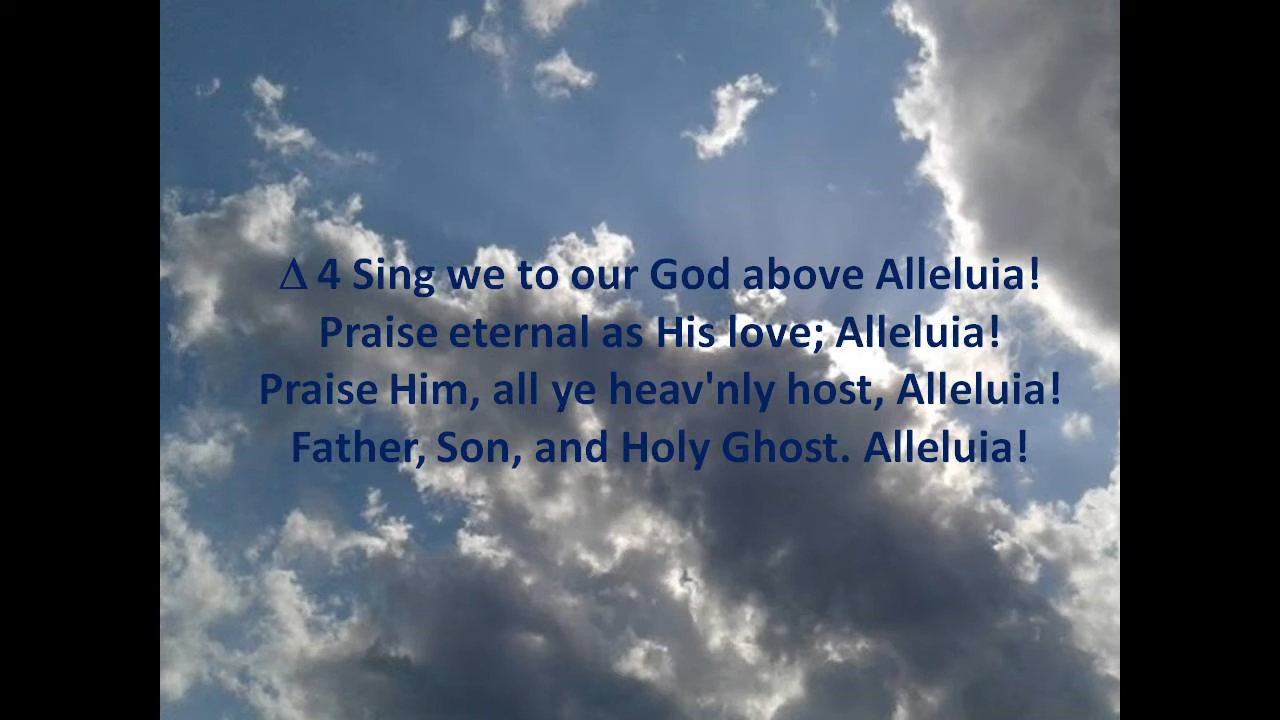 Δ 4 Sing we to our God above Alleluia!
Praise eternal as His love; Alleluia!
Praise Him, all ye heav'nly host, Alleluia!
Father, Son, and Holy Ghost. Alleluia!